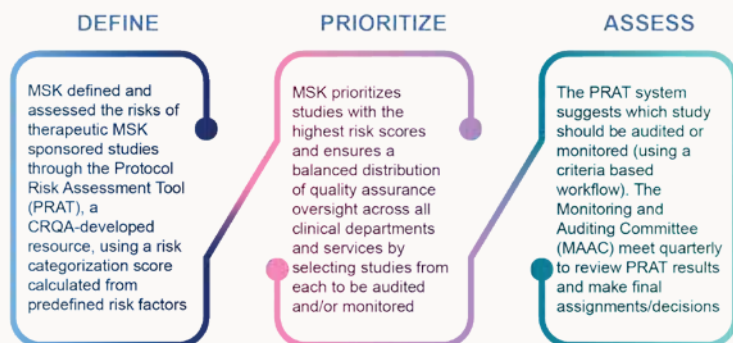 DEFINE
MSK defined and
assessed the risks of
therapeutic MSK
sponsored studies
through the Protocol
Risk Assessment Tool
(PRAT), a
CRQA-developed
resource, using a risk
categorization score
calculated from
predefined risk factors
PRIORITIZE
MSK prioritizes
studies with the
highest risk scores
and ensures a
balanced distribution
of quality assurance
oversight across all
clinical departments
and services by
selecting studies from
each to be audited
and/or monitored
ASSESS
The PRAT system
suggests which study
should be audited or
monitored (using a
criteria based
workflow). The
Monitoring and
Auditing Committee
(MAAC) meet quarterly
to review PRAT results
and make final
assignments/decisions